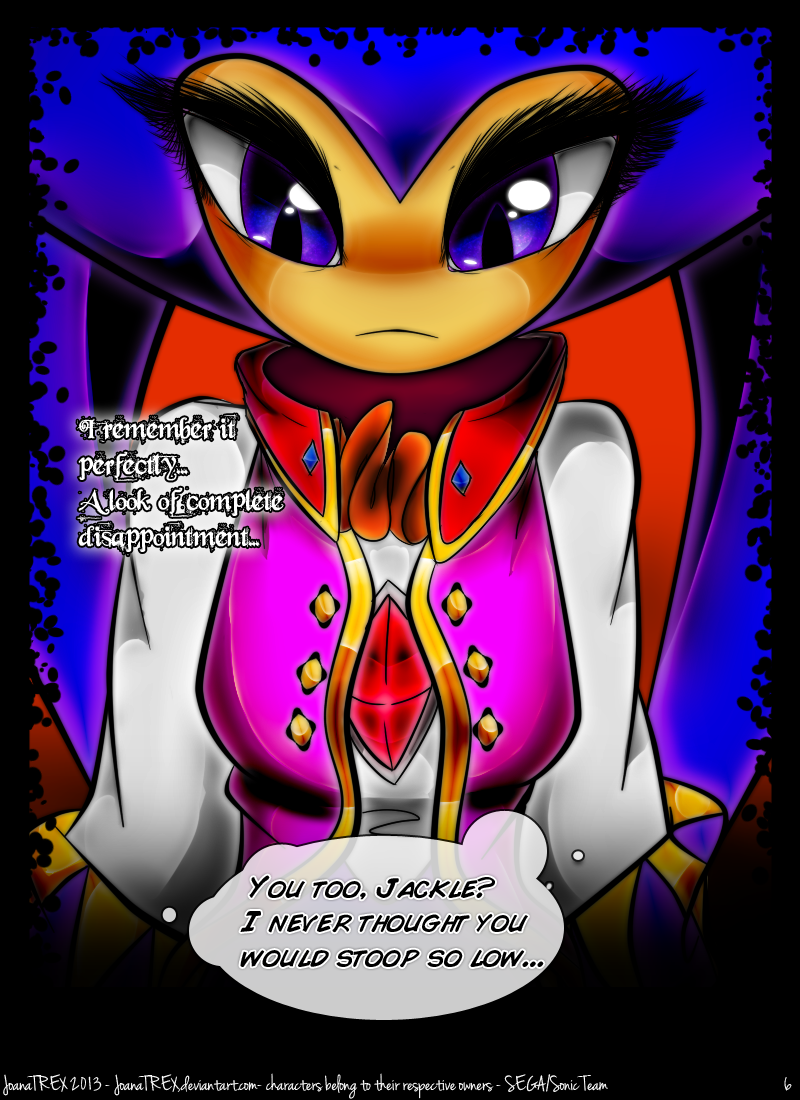 I remember it
perfectly...
A look of complete
disappointment...
YOU TOO, JACKLE?
I NEVER THOUGHT YOU
WOULD STOOP SO LOW...
JoanaTREX 2013 - JoanaTREX.deviantart.com- characters belong to their respective owners - SEGA/Sonic Team
6